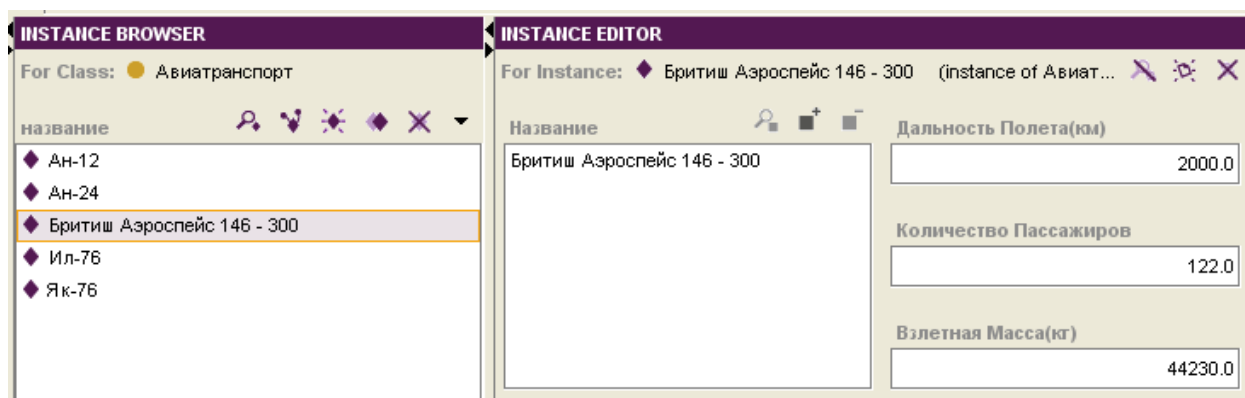 INSTANCE BROWSER
For Class: Авиатранспорт
название
Ан-12
Ан-24
Бритиш Аэроспейс 146 - 300
Ил-76
Як-76
INSTANCE EDITOR
For Instance: Бритиш Аэроспейс 146 - 300 (instance of Авиат...
Название
Бритиш Аэроспейс 146 - 300
Дальность Полета(км)
2000.0
Количество Пассажиров
122.0
Взлетная Масса(кг)
44230.0